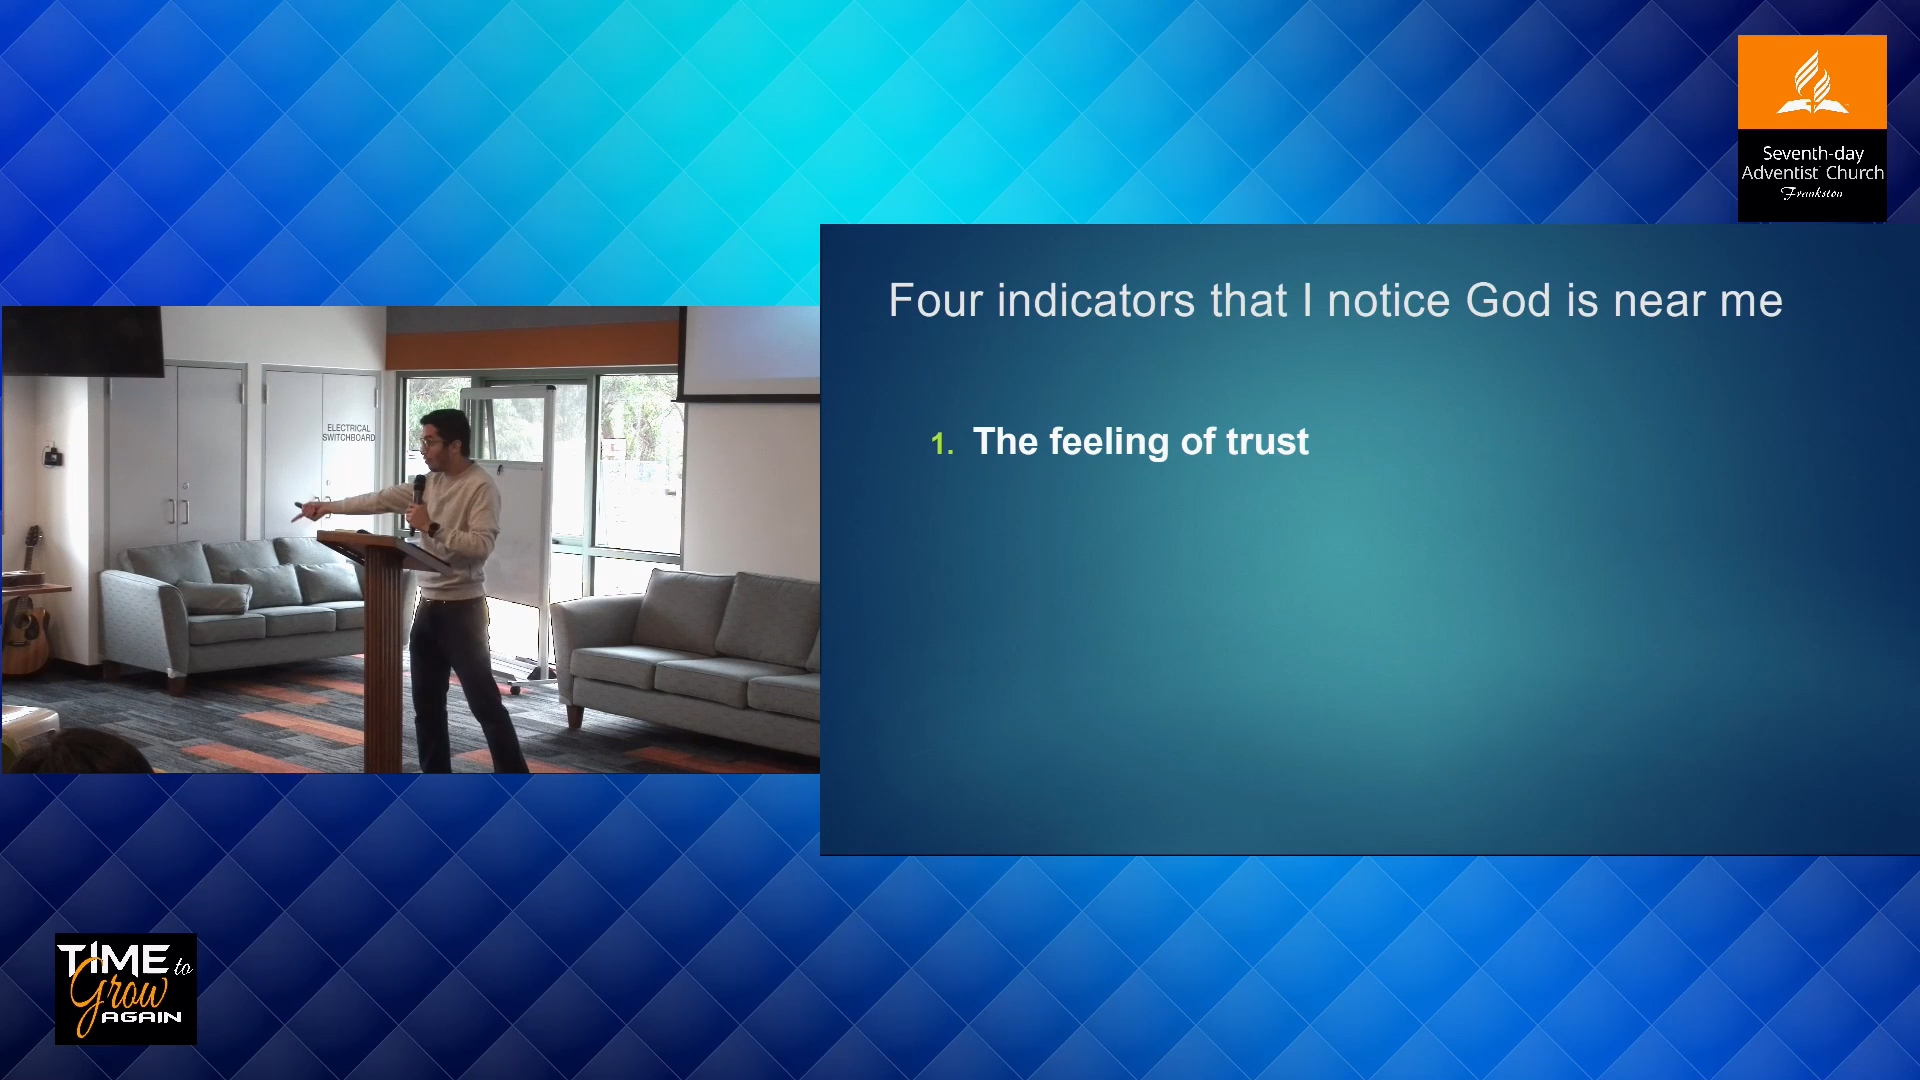 Seventh-day
Adventist Church
Frankston
Four indicators that I notice God is near me
1. The feeling of trust
ELECTRICAL
SWITCHBOARD
TIME to
Grow
AGAIN